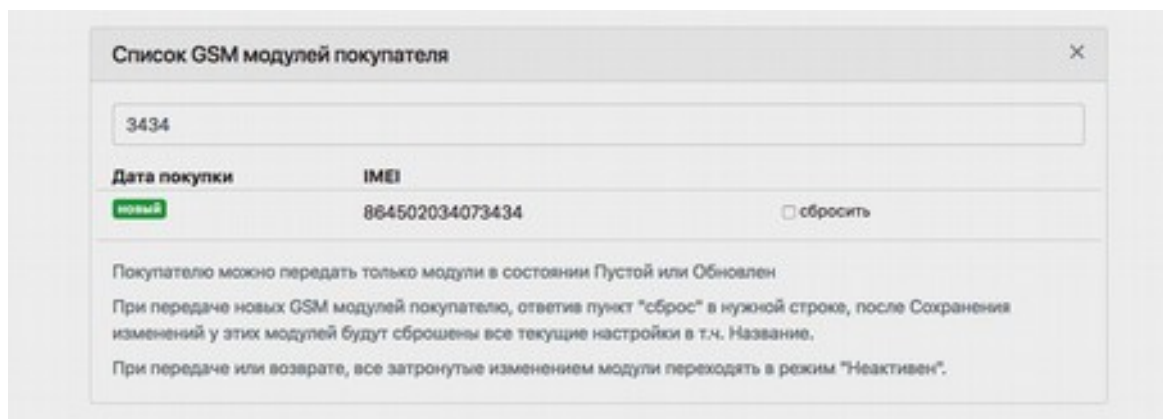 Список GSM модулей покупателя
3434
Дата покупки IMEI
новый 864502034073434 сбросить
Покупателю можно передать только модули в состоянии Пустой или Обновлен
При передаче новых GSM модулей покупателю, ответив пункт "сброс" в нужной строке, после Сохранения
изменений у этих модулей будут сброшены все текущие настройки в т.ч. Название.
При передаче или возврате, все затронутые изменением модули переходять в режим "Неактивен".